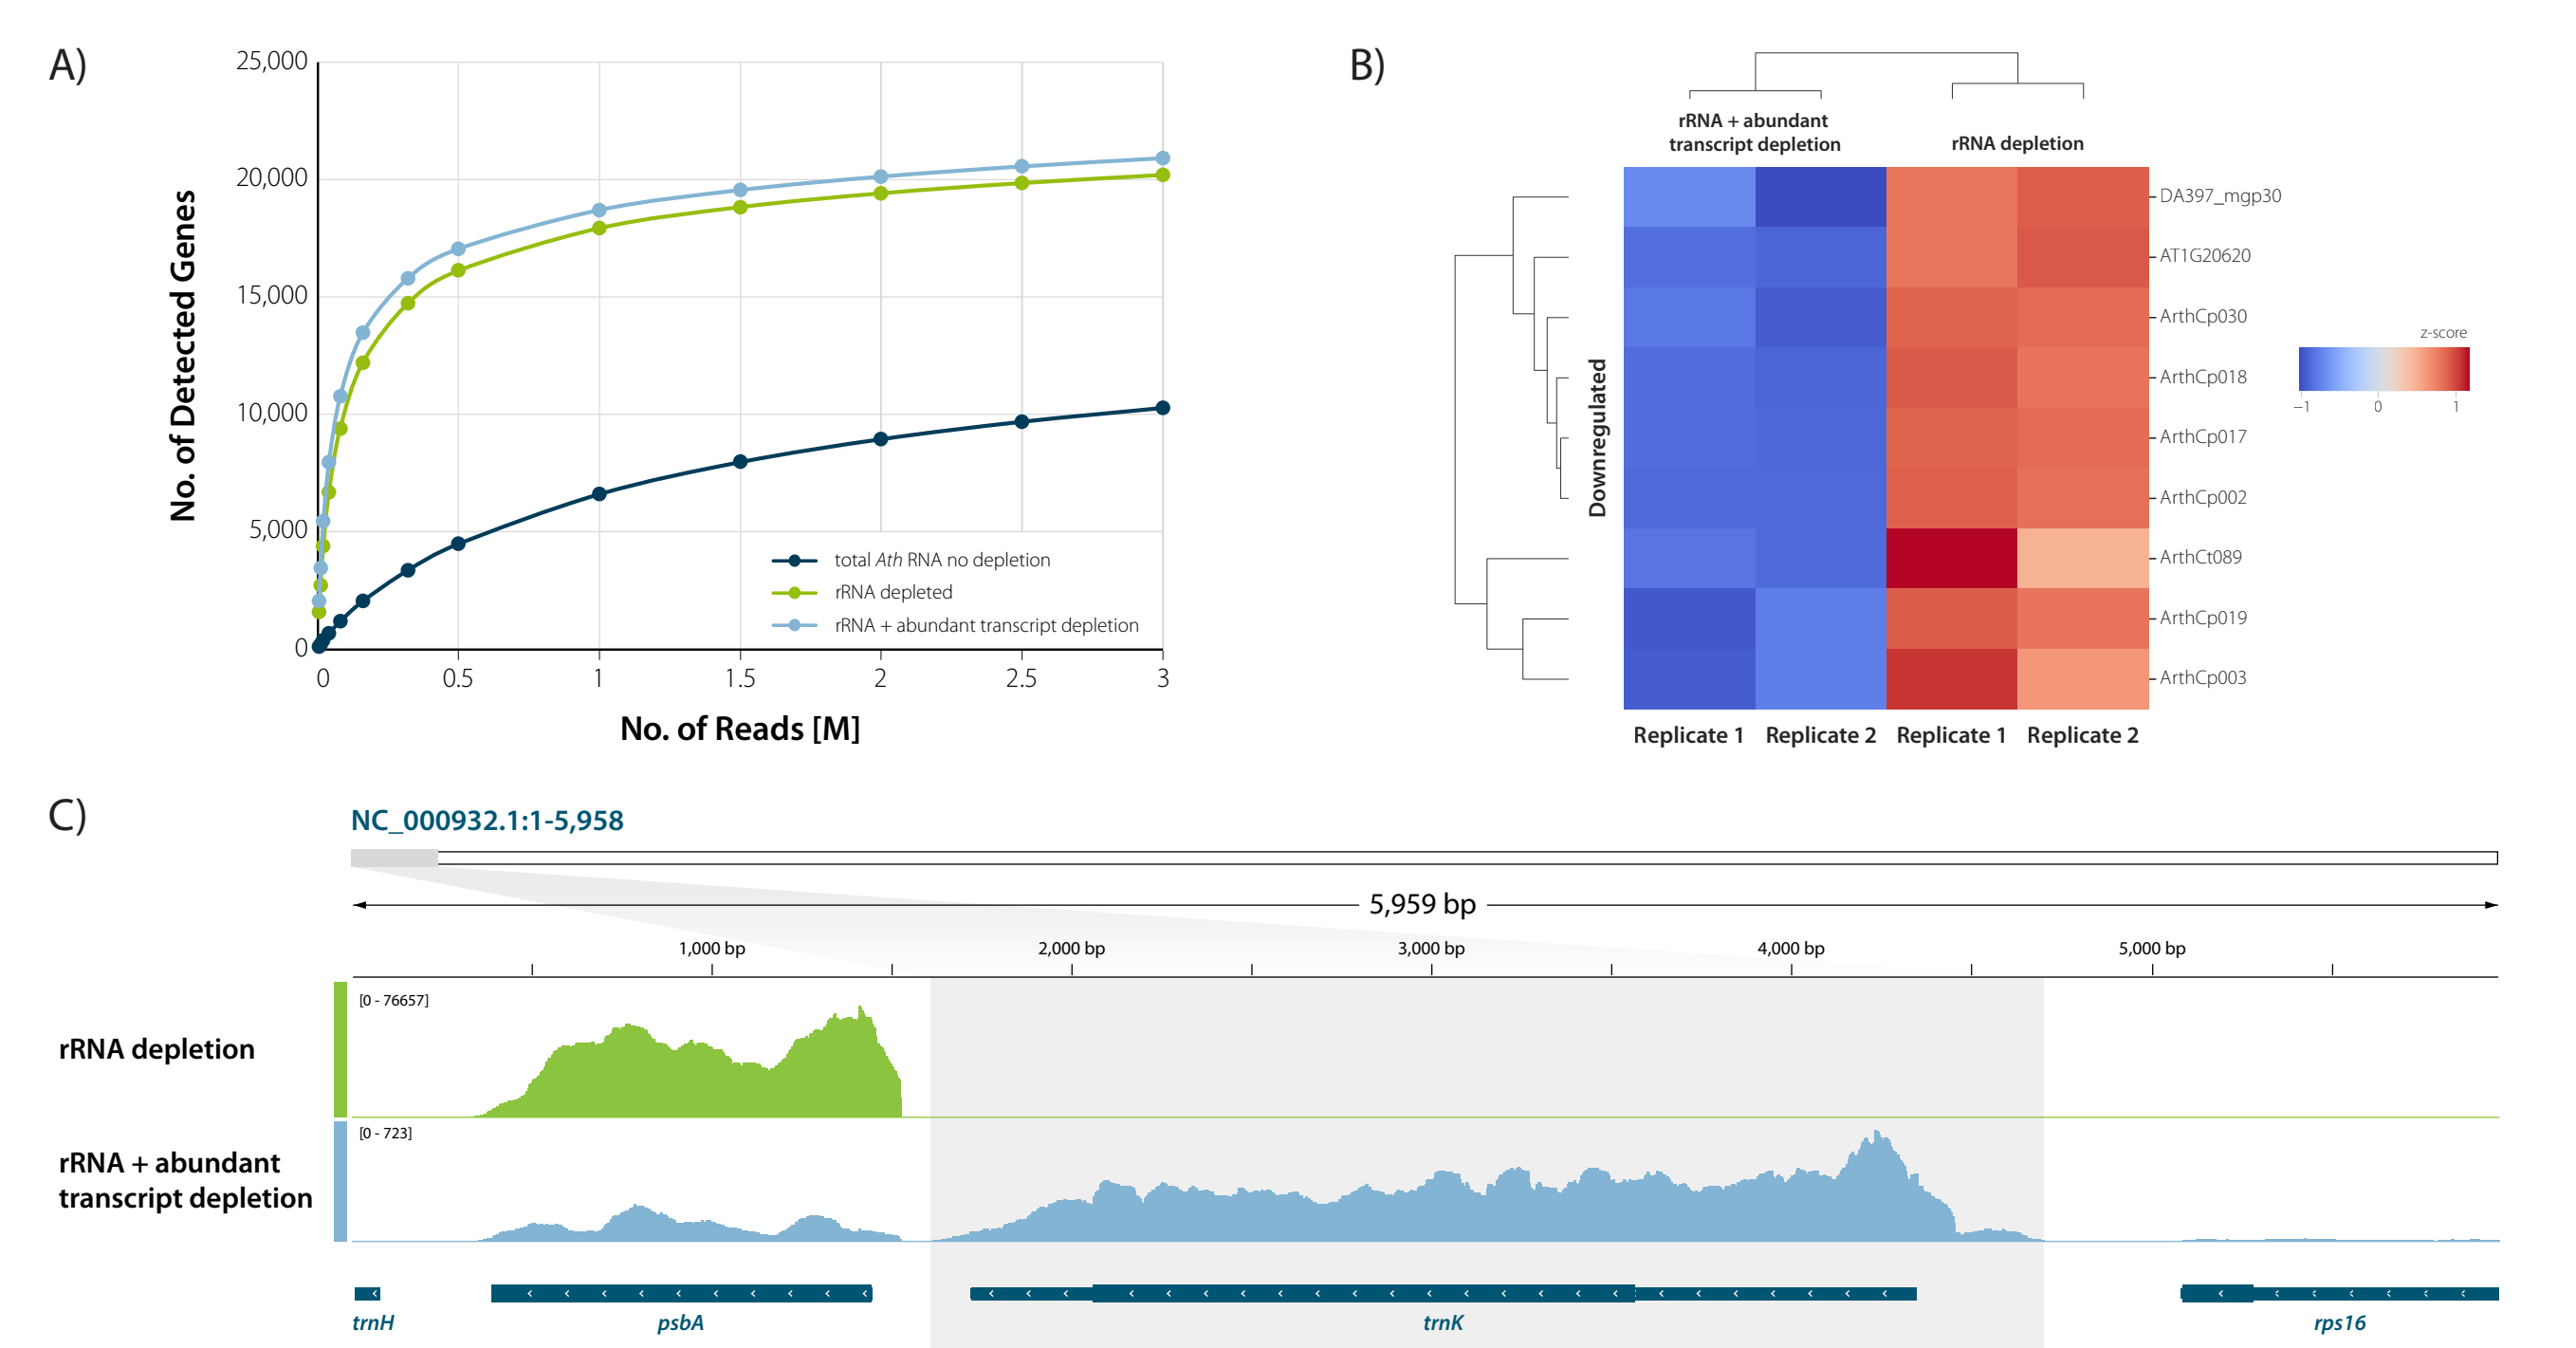 A)
25,000
20,000
15,000
10,000
5,000
0
No. of Detected Genes
0 0.5 1 1.5 2 2.5 3
No. of Reads [M]
total Ath RNA no depletion
rRNA depleted
rRNA + abundant transcript depletion
B)
rRNA + abundant
transcript depletion
rRNA depletion
Downregulated
DA397_mgp30
AT1G20620
ArthCp030
ArthCp018
ArthCp017
ArthCp002
ArthCt089
ArthCp019
ArthCp003
Replicate 1 Replicate 2 Replicate 1 Replicate 2
z-score
−1 0 1
C)
NC_000932.1:1-5,958
5,959 bp
1,000 bp 2,000 bp 3,000 bp 4,000 bp 5,000 bp
[0 - 76657]
rRNA depletion
[0 - 723]
rRNA + abundant
transcript depletion
trnH psbA trnK rps16